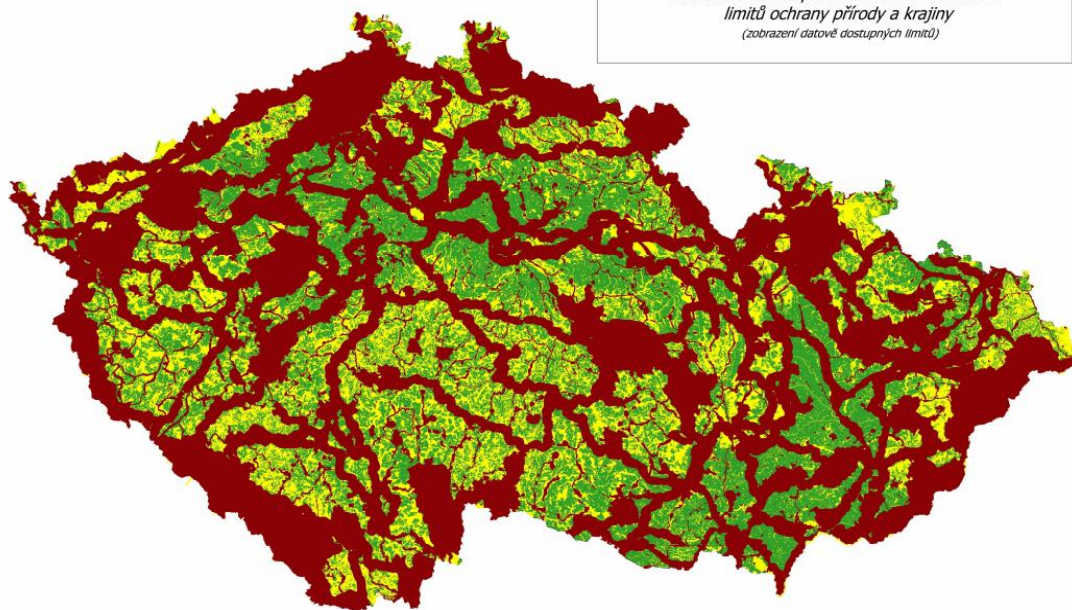 limitů ochrany přírody a krajiny
(zobrazení datově dostupných limitů)